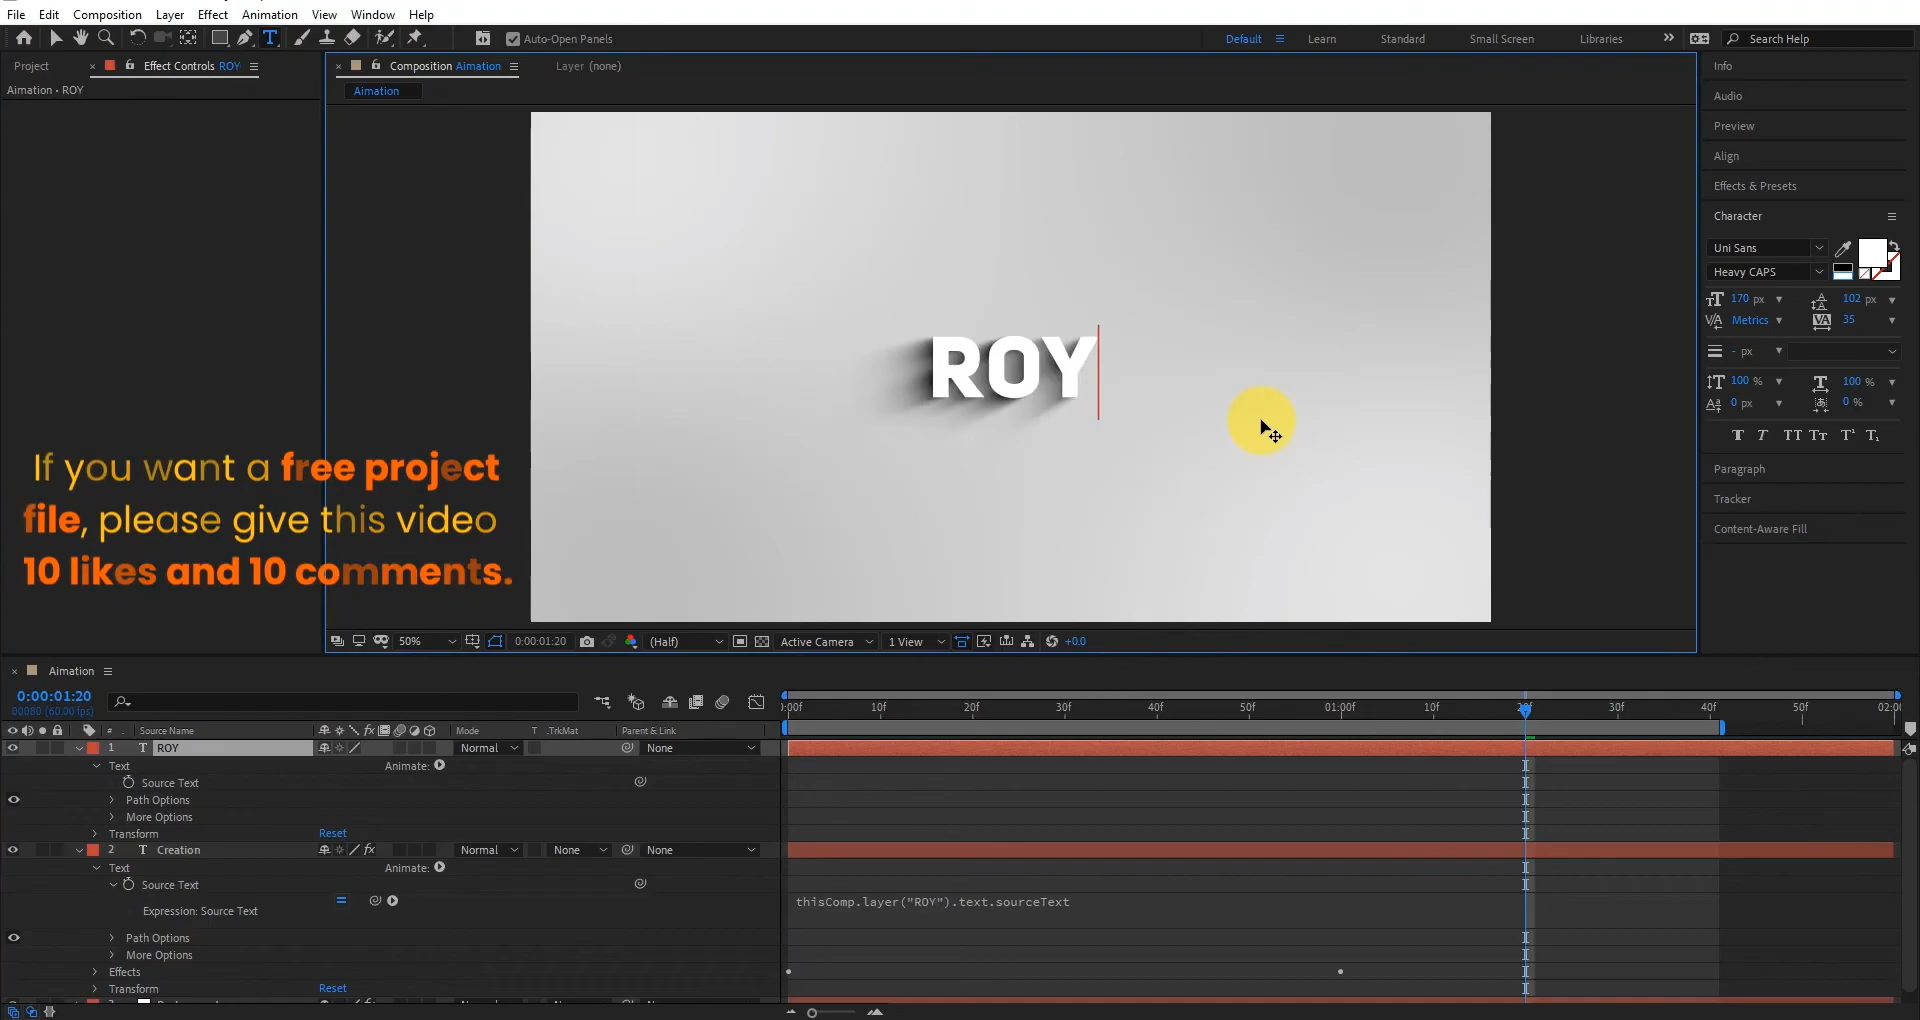 File Edit Composition Layer Effect Animation View Window Help
Auto-Open Panels Default Learn Standard Small Screen Libraries Search Help
Project Effect Controls ROY Composition Aimation Layer (none) Info
Aimation • ROY Aimation
Audio
Preview
Align
Effects & Presets
Character
Uni Sans
Heavy CAPS
170 px 102 px
Metrics 35
- px
100 % 100 %
0 px 0 %
T T TT Tt T¹ T₁
Paragraph
Tracker
Content-Aware Fill
ROY
If you want a free project
file, please give this video
10 likes and 10 comments.
50% 0:00:01:20 (Half) Active Camera 1 View +0.0
Aimation
0:00:01:20
00080 (60.00 fps)
:00f 10f 20f 30f 40f 50f 01:00f 10f 20f 30f 40f 50f 02:00
# Source Name fx Mode T .TrkMat Parent & Link
1 T ROY Normal None
Text Animate:
Source Text
Path Options
More Options
Transform Reset
2 T Creation fx Normal None None
Text Animate:
Source Text
Expression: Source Text thisComp.layer("ROY").text.sourceText
Path Options
More Options
Effects
Transform Reset